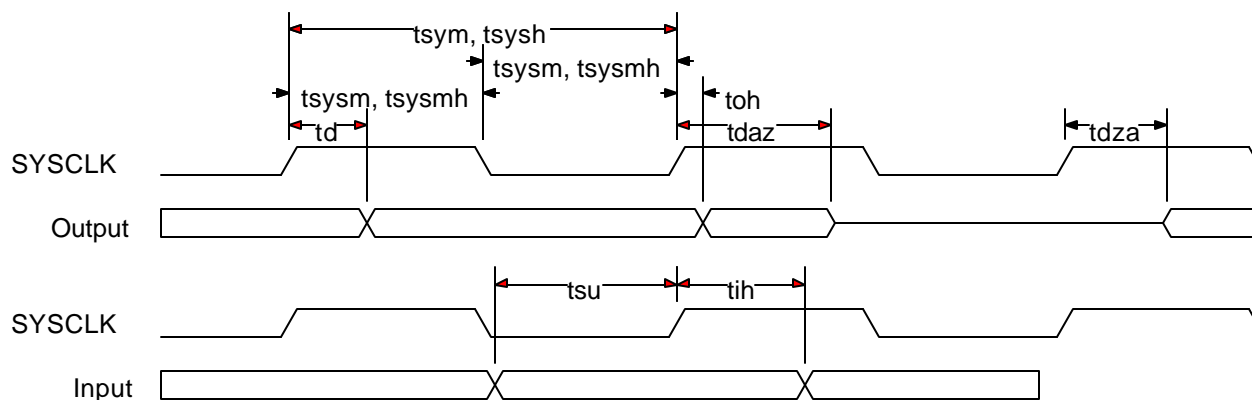 tsym, tsysh
tsysm, tsysmh
tsysm, tsysmh
toh
td
tdaz
tdza
SYSCLK
Output
tsu
tih
SYSCLK
Input